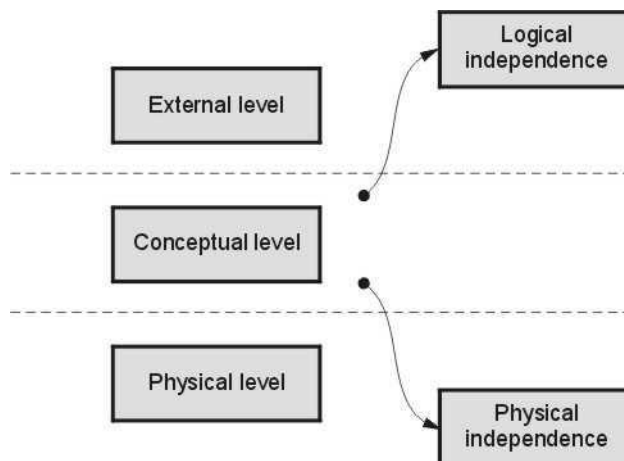 Logical
independence
External level
Conceptual level
Physical level
Physical
independence